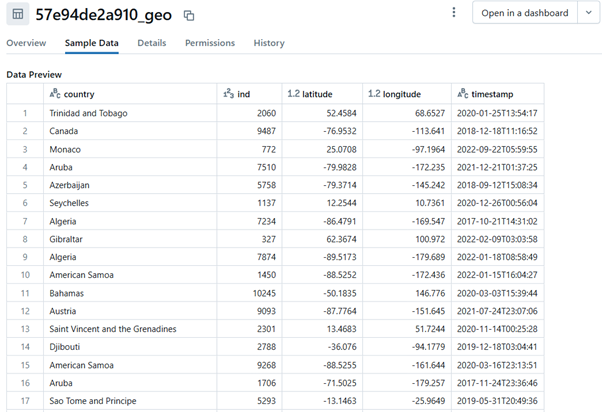 57e94de2a910_geo
Open in a dashboard
Overview Sample Data Details Permissions History
Data Preview
ABC country 123 ind 1.2 latitude 1.2 longitude ABC timestamp
1 Trinidad and Tobago 2060 52.4584 68.6527 2020-01-25T13:54:17
2 Canada 9487 -76.9532 -113.641 2018-12-18T11:16:52
3 Monaco 772 25.0708 -97.1964 2022-09-22T05:59:55
4 Aruba 7510 -79.9828 -172.235 2021-12-21T01:37:25
5 Azerbaijan 5758 -79.3714 -145.242 2018-09-12T15:08:34
6 Seychelles 1137 12.2544 10.7361 2020-12-26T00:56:04
7 Algeria 7234 -86.4791 -169.547 2017-10-21T14:31:02
8 Gibraltar 327 62.3674 100.972 2022-02-09T03:03:58
9 Algeria 7874 -89.5173 -179.689 2022-01-18T08:58:49
10 American Samoa 1450 -88.5252 -172.436 2022-01-15T16:04:27
11 Bahamas 10245 -50.1835 146.776 2020-03-03T15:39:44
12 Austria 9093 -87.7764 -151.645 2021-07-24T23:07:06
13 Saint Vincent and the Grenadines 2301 13.4683 51.7244 2020-11-14T00:25:28
14 Djibouti 2788 -36.076 -94.1779 2019-12-18T03:04:41
15 American Samoa 9268 -88.5255 -161.644 2020-03-16T23:13:51
16 Aruba 1706 -71.5025 -179.257 2017-11-24T23:36:46
17 Sao Tome and Principe 5293 -13.1463 -25.9649 2019-05-31T20:49:36